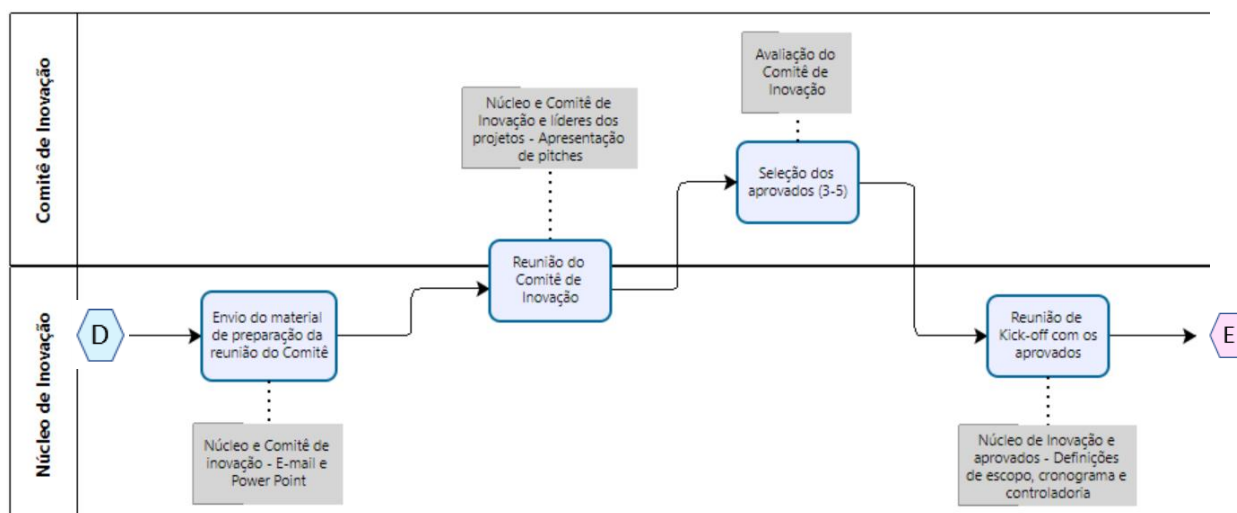 Comitê de Inovação
Avaliação do
Comitê de
Inovação
Núcleo e Comitê de
Inovação e líderes dos
projetos - Apresentação
de pitches
Seleção dos
aprovados (3-5)
Reunião do
Comitê de
Inovação
Núcleo de Inovação
D
Envio do material
de preparação da
reunião do Comitê
Reunião de
Kick-off com os
aprovados
E
Núcleo e Comitê de
inovação - E-mail e
Power Point
Núcleo de Inovação e
aprovados - Definições
de escopo, cronograma e
controladoria